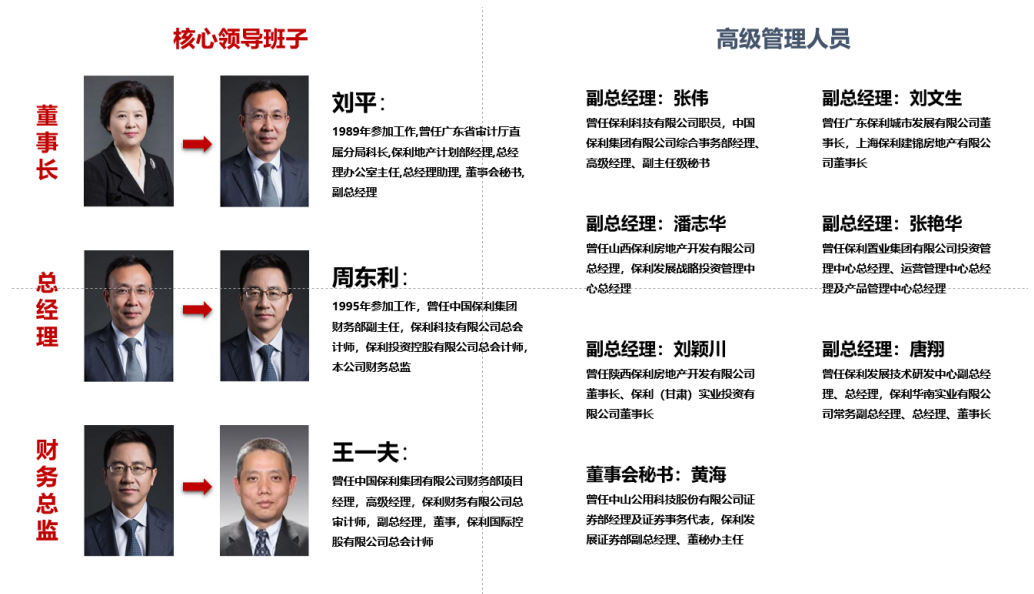 核心领导班子
董事长
刘平：
1989年参加工作,曾任广东省审计厅直
属分局科长,保利地产计划部经理,总经
理办公室主任,总经理助理, 董事会秘书,
副总经理
总经理
周东利：
1995年参加工作，曾任中国保利集团
财务部副主任，保利科技有限公司总会
计师，保利投资控股有限公司总会计师，
本公司财务总监
财务总监
王一夫：
曾任中国保利集团有限公司财务部项目
经理，高级经理，保利财务有限公司总
审计师，副总经理，董事，保利国际控
股有限公司总会计师
高级管理人员
副总经理：张伟
曾任保利科技有限公司职员，中国
保利集团有限公司综合事务部经理、
高级经理、副主任级秘书
副总经理：刘文生
曾任广东保利城市发展有限公司董
事长，上海保利建锦房地产有限公
司董事长
副总经理：潘志华
曾任山西保利房地产开发有限公司
总经理，保利发展战略投资管理中
心总经理
副总经理：张艳华
曾任保利置业集团有限公司投资管
理中心总经理、运营管理中心总经
理及产品管理中心总经理
副总经理：刘颖川
曾任陕西保利房地产开发有限公司
董事长、保利（甘肃）实业投资有
限公司董事长
副总经理：唐翔
曾任保利发展技术研发中心副总经
理、总经理，保利华南实业有限公
司常务副总经理、总经理、董事长
董事会秘书：黄海
曾任中山公用科技股份有限公司证
券部经理及证券事务代表，保利发
展证券部副总经理、董秘办主任